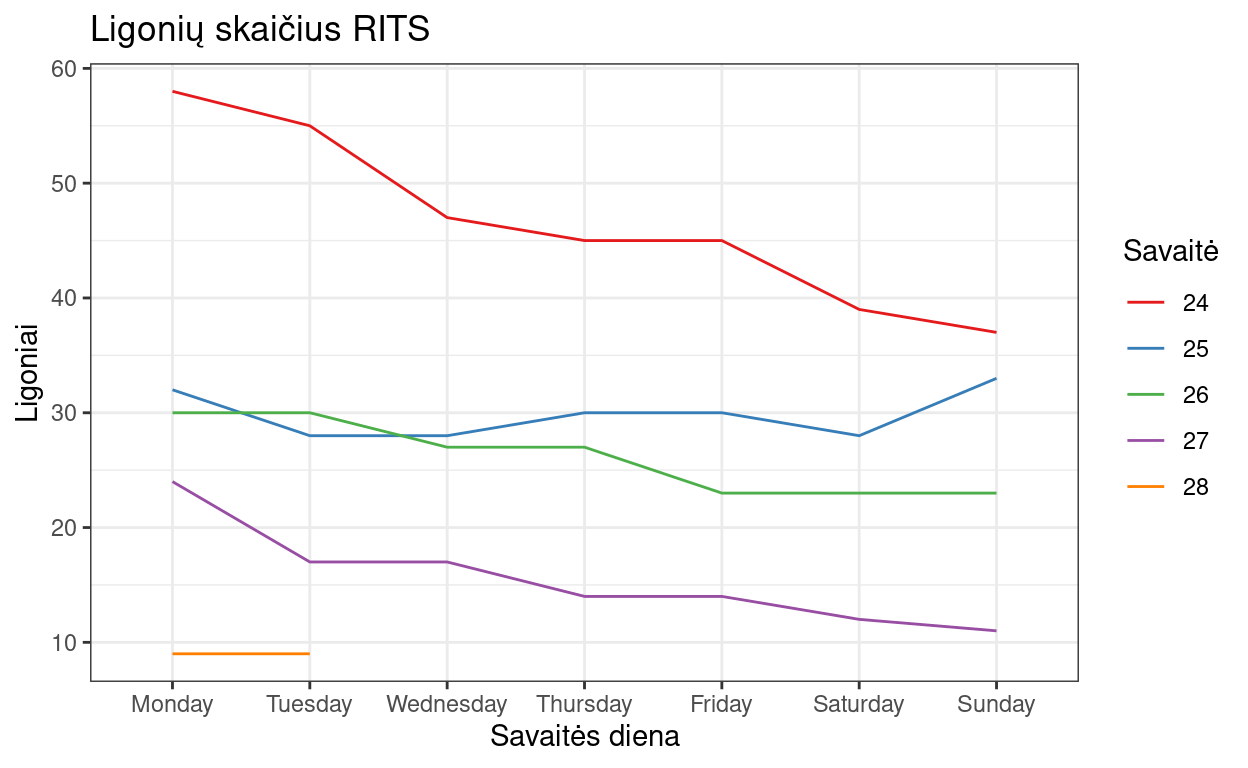 Ligonių skaičius RITS
60
50
40
30
20
10
Ligoniai
Monday Tuesday Wednesday Thursday Friday Saturday Sunday
Savaitės diena
Savaitė
24
25
26
27
28